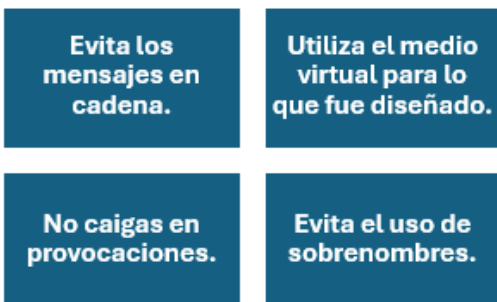 Evita los
mensajes en
cadena.
Utiliza el medio
virtual para lo
que fue diseñado.
No caigas en
provocaciones.
Evita el uso de
sobrenombres.